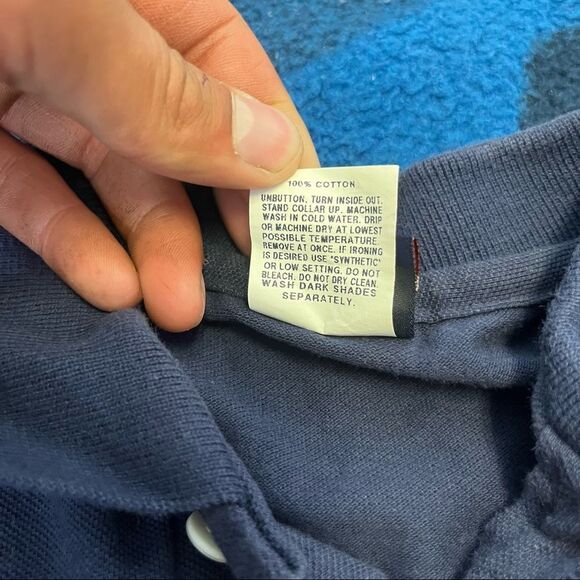 100% COTTON
UNBUTTON. TURN INSIDE OUT.
STAND COLLAR UP. MACHINE
WASH IN COLD WATER. DRIP
OR MACHINE DRY AT LOWEST
POSSIBLE TEMPERATURE.
REMOVE AT ONCE. IF IRONING
IS DESIRED USE "SYNTHETIC"
OR LOW SETTING. DO NOT
BLEACH. DO NOT DRY CLEAN.
WASH DARK SHADES
SEPARATELY.